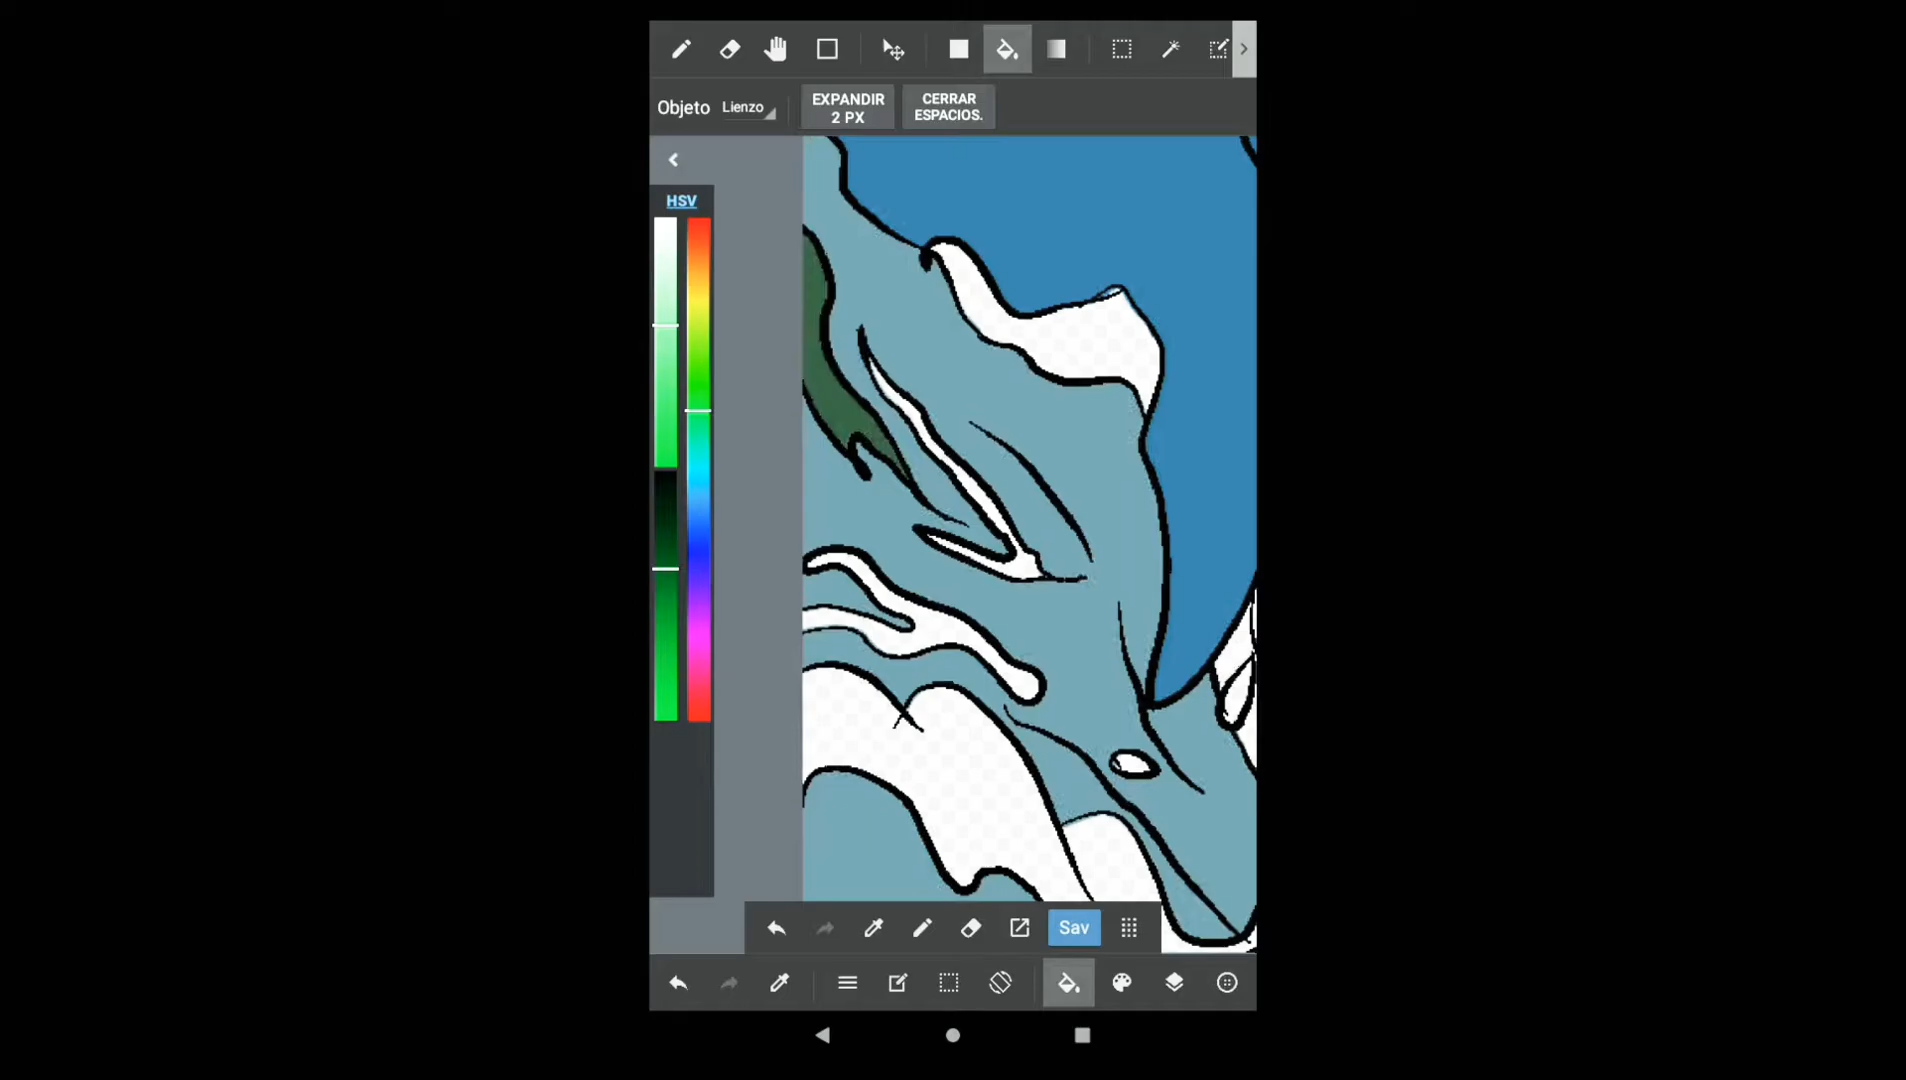 Objeto Lienzo
EXPANDIR
2 PX
CERRAR
ESPACIOS.
HSV
Sav